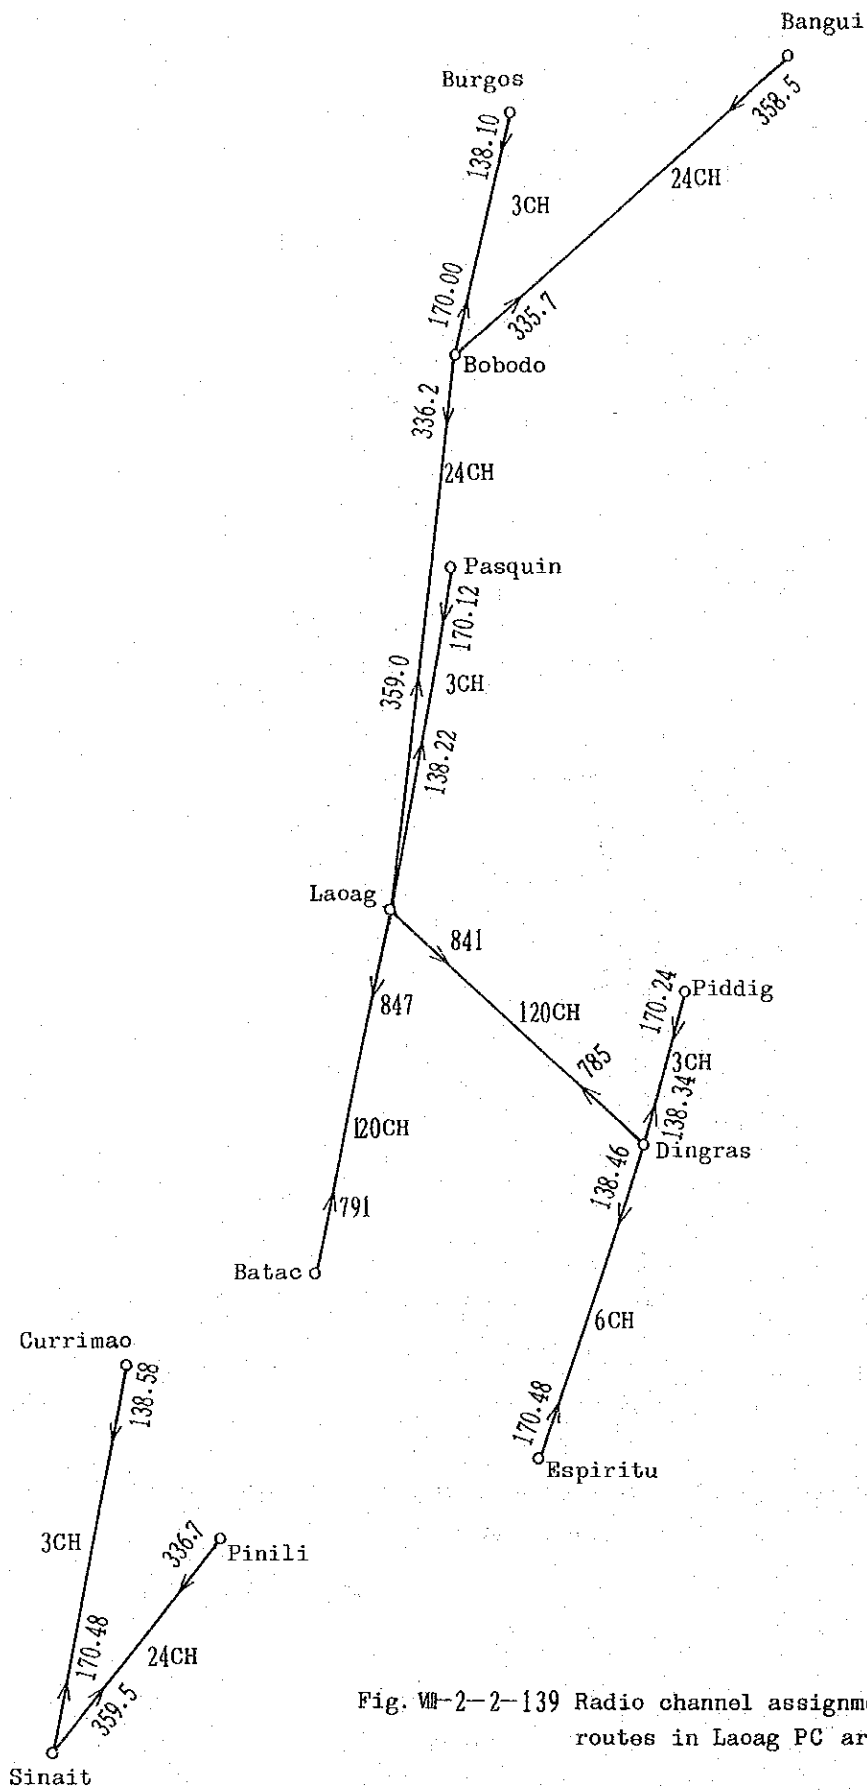 Bangui
Burgos
358.5
138.10
24CH
3CH
170.00
335.7
Bobodo
336.2
24CH
Pasquin
170.12
359.0
3CH
138.22
Laoag
841
847
170.24
Piddig
120CH
785
3CH
138.34
Dingras
138.46
120CH
791
Batac
6CH
Currimao
138.58
170.48
Espiritu
3CH
336.7
Pinili
170.48
24CH
359.5
Sinait
Fig. VIII-2-2-139 Radio channel
routes in Laoag PC